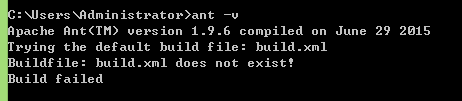 C:\Users\Administrator>ant -v
Apache Ant(TM) version 1.9.6 compiled on June 29 2015
Trying the default build file: build.xml
Buildfile: build.xml does not exist!
Build failed